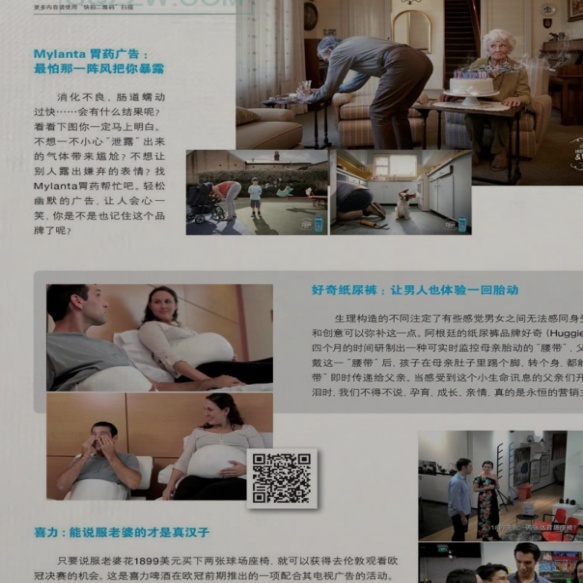 更多内容请使用“快拍二维码”扫描
Mylanta 胃药广告：
最怕那一阵风把你暴露
消化不良、肠道蠕动
过快……会有什么结果呢？
看看下图你一定马上明白。
不想一不小心“泄露”出来
的气体带来尴尬？不想让
别人露出嫌弃的表情？找
Mylanta胃药帮忙吧。轻松
幽默的广告，让人会心一
笑，你是不是也记住这个品
牌了呢？
好奇纸尿裤：让男人也体验一回胎动
生理构造的不同注定了有些感觉男女之间无法感同身
和创意可以弥补这一点。阿根廷的纸尿裤品牌好奇（Huggie
四个月的时间研制出一种可实时监控母亲胎动的“腰带”，父
戴这一“腰带”后，孩子在母亲肚子里踢个脚、转个身，都能
带”即时传递给父亲。当感受到这个小生命讯息的父亲们开
泪时，我们不得不说，孕育、成长、亲情，真的是永恒的营销主
喜力：能说服老婆的才是真汉子
只要说服老婆花1899美元买下两张球场座椅，就可以获得去伦敦观看欧
冠决赛的机会。这是喜力啤酒在欧冠前期推出的一项配合其电视广告的活动。